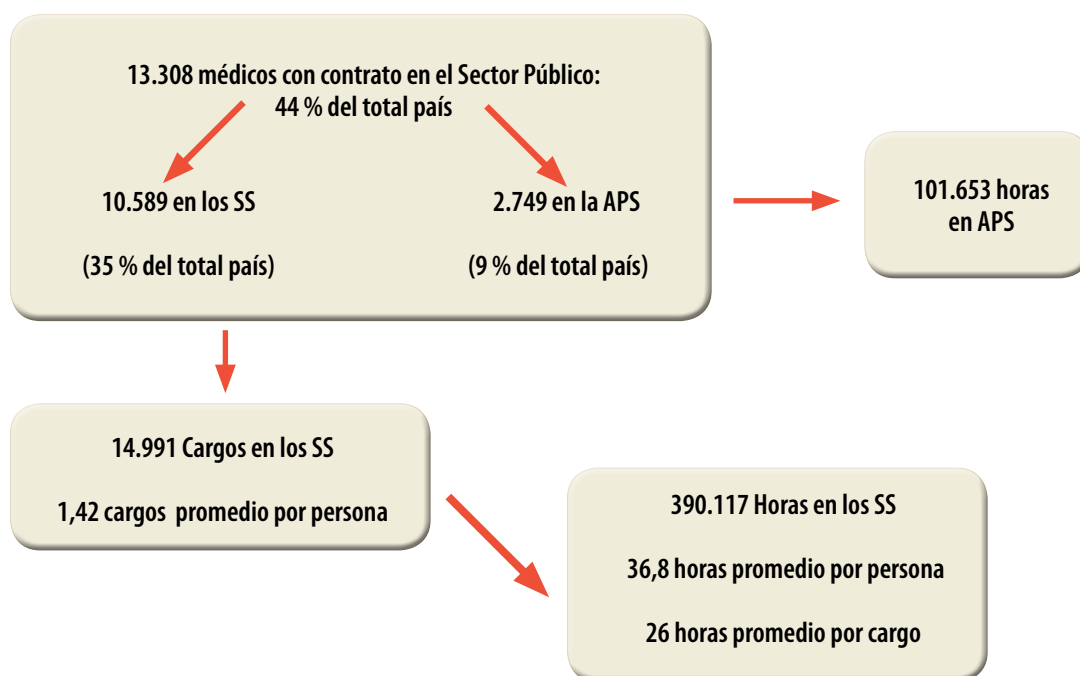 13.308 médicos con contrato en el Sector Público:
44 % del total país
10.589 en los SS
(35 % del total país)
2.749 en la APS
(9 % del total país)
101.653 horas
en APS
14.991 Cargos en los SS
1,42 cargos promedio por persona
390.117 Horas en los SS
36,8 horas promedio por persona
26 horas promedio por cargo